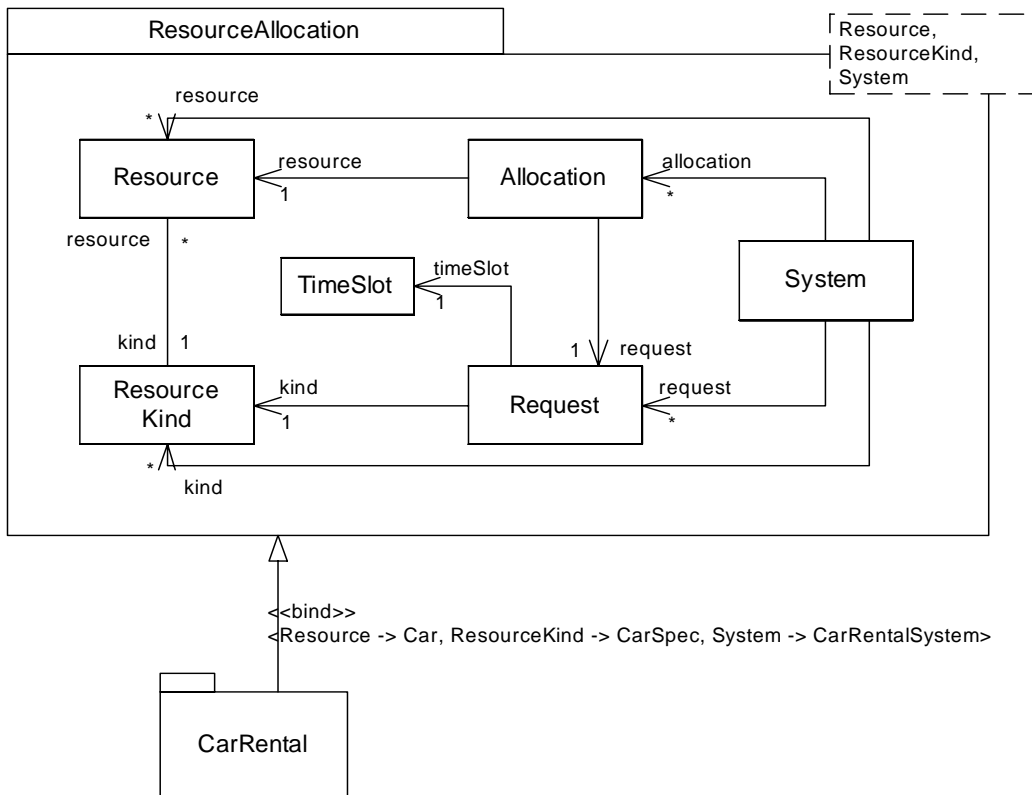 ResourceAllocation
Resource,
ResourceKind,
System
resource
*
Resource
resource
1
Allocation
allocation
*
resource
*
TimeSlot
timeSlot
1
System
kind
1
1
request
Resource
Kind
kind
1
Request
request
*
*
kind
<<bind>>
<Resource -> Car, ResourceKind -> CarSpec, System -> CarRentalSystem>
CarRental